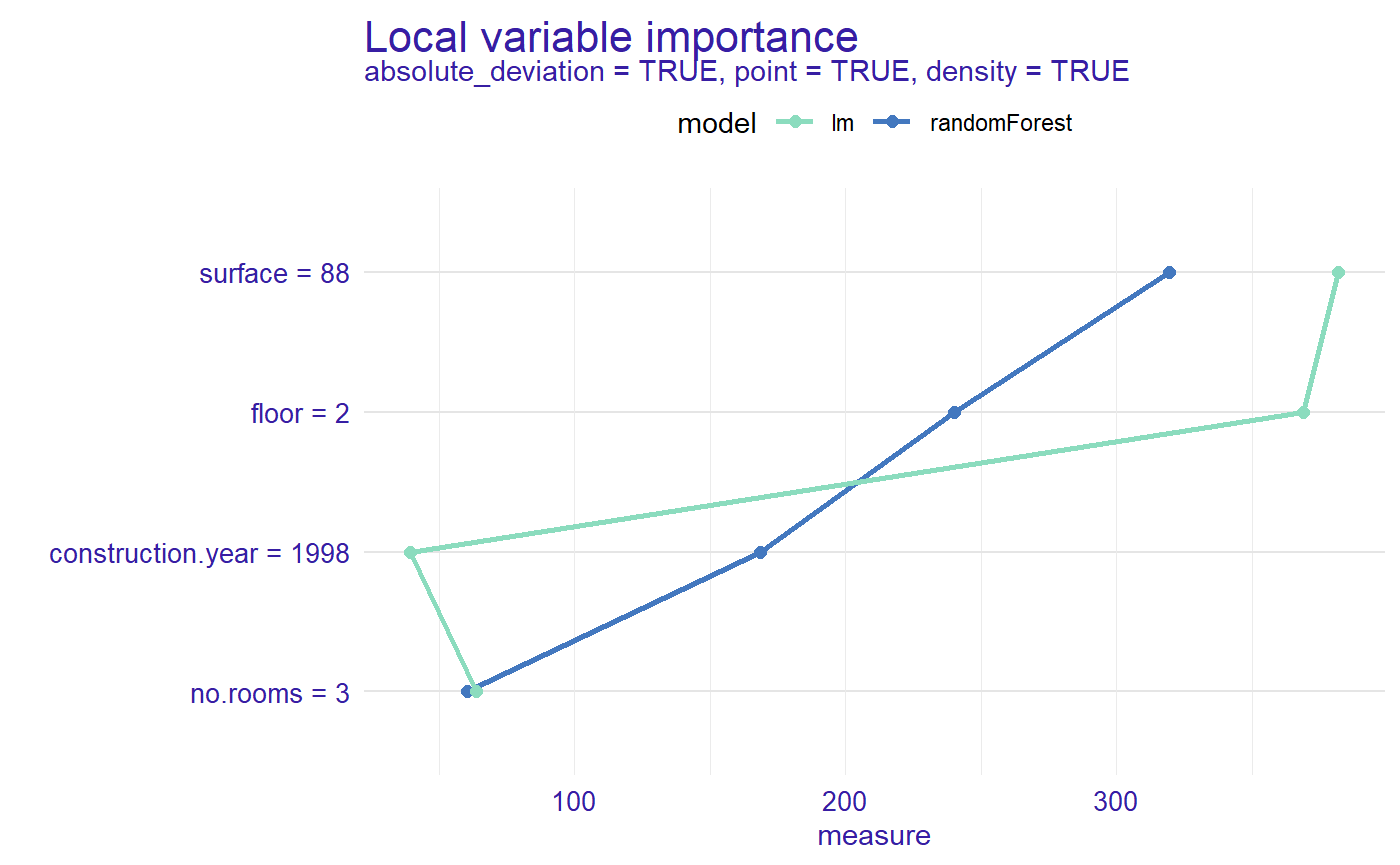 Local variable importance
absolute_deviation = TRUE, point = TRUE, density = TRUE
model lm randomForest
surface = 88
floor = 2
construction.year = 1998
no.rooms = 3
100 200 300
measure